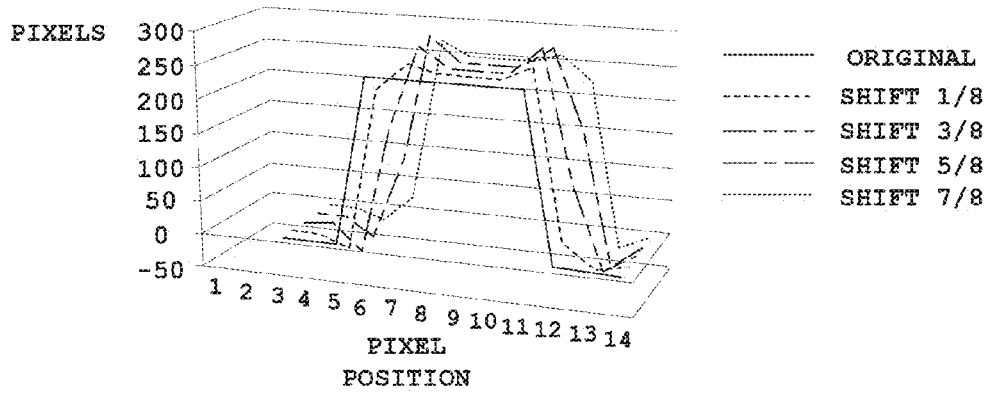 PIXELS
300
250
200
150
100
50
0
-50
1 2 3 4 5 6 7 8 9 10 11 12 13 14
PIXEL
POSITION
ORIGINAL
SHIFT 1/8
SHIFT 3/8
SHIFT 5/8
SHIFT 7/8